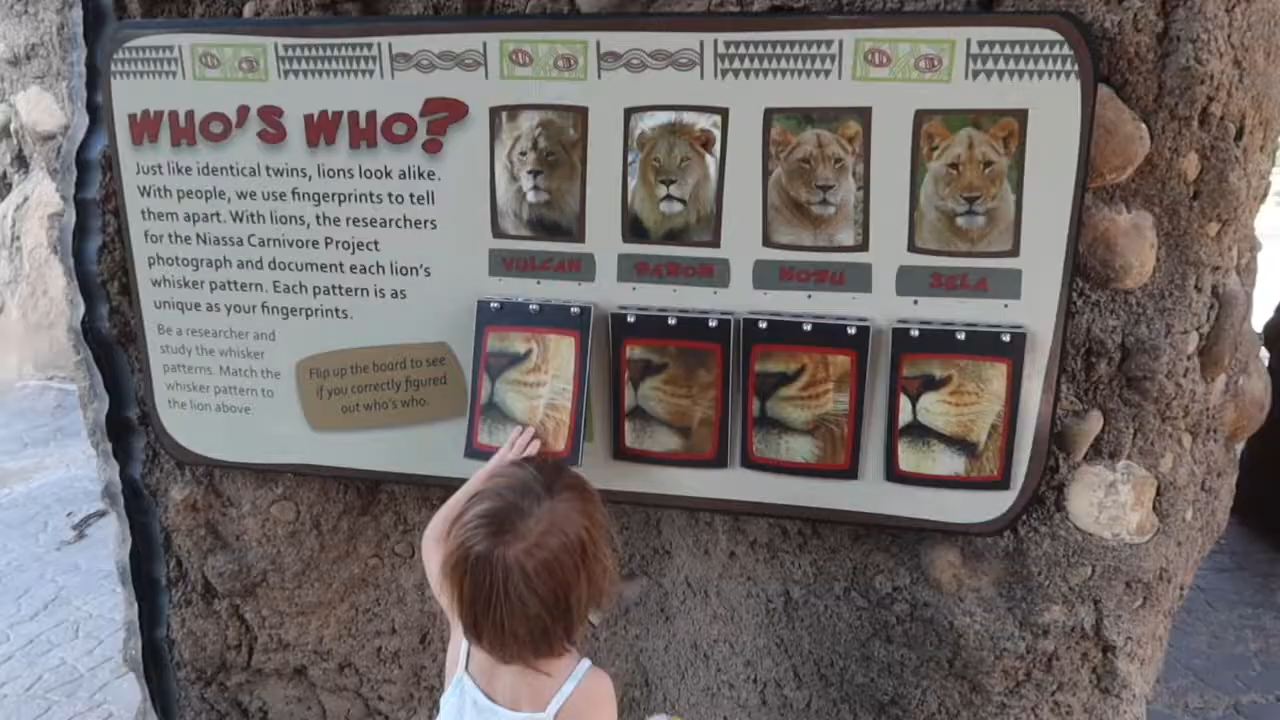 WHO'S WHO?
Just like identical twins, lions look alike.
With people, we use fingerprints to tell
them apart. With lions, the researchers
for the Niassa Carnivore Project
photograph and document each lion's
whisker pattern. Each pattern is as
unique as your fingerprints.
Be a researcher and
study the whisker
patterns. Match the
whisker pattern to
the lion above.
Flip up the board to see
if you correctly figured
out who's who.
VULCAN
BARON
SELA